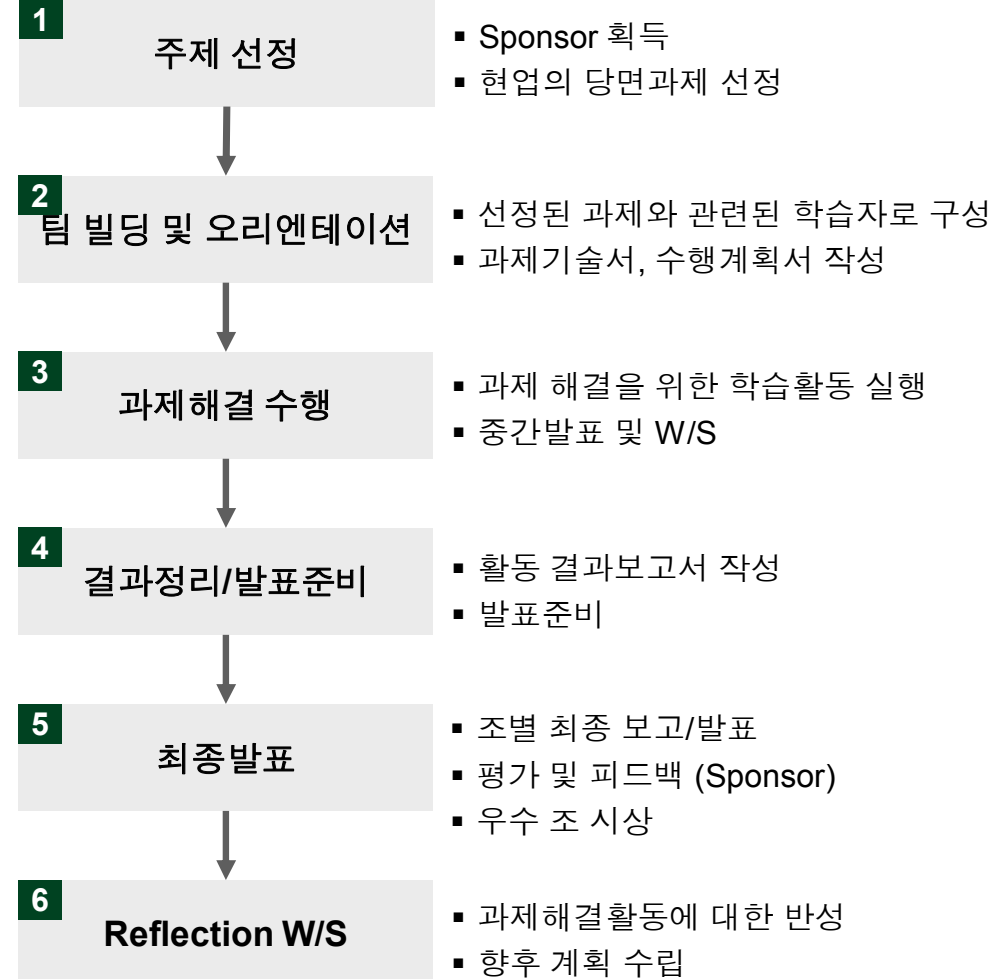 1
주제 선정
▪ Sponsor 획득
▪ 현업의 당면과제 선정
2
팀 빌딩 및 오리엔테이션
▪ 선정된 과제와 관련된 학습자로 구성
▪ 과제기술서, 수행계획서 작성
3
과제해결 수행
▪ 과제 해결을 위한 학습활동 실행
▪ 중간발표 및 W/S
4
결과정리/발표준비
▪ 활동 결과보고서 작성
▪ 발표준비
5
최종발표
▪ 조별 최종 보고/발표
▪ 평가 및 피드백 (Sponsor)
▪ 우수 조 시상
6
Reflection W/S
▪ 과제해결활동에 대한 반성
▪ 향후 계획 수립